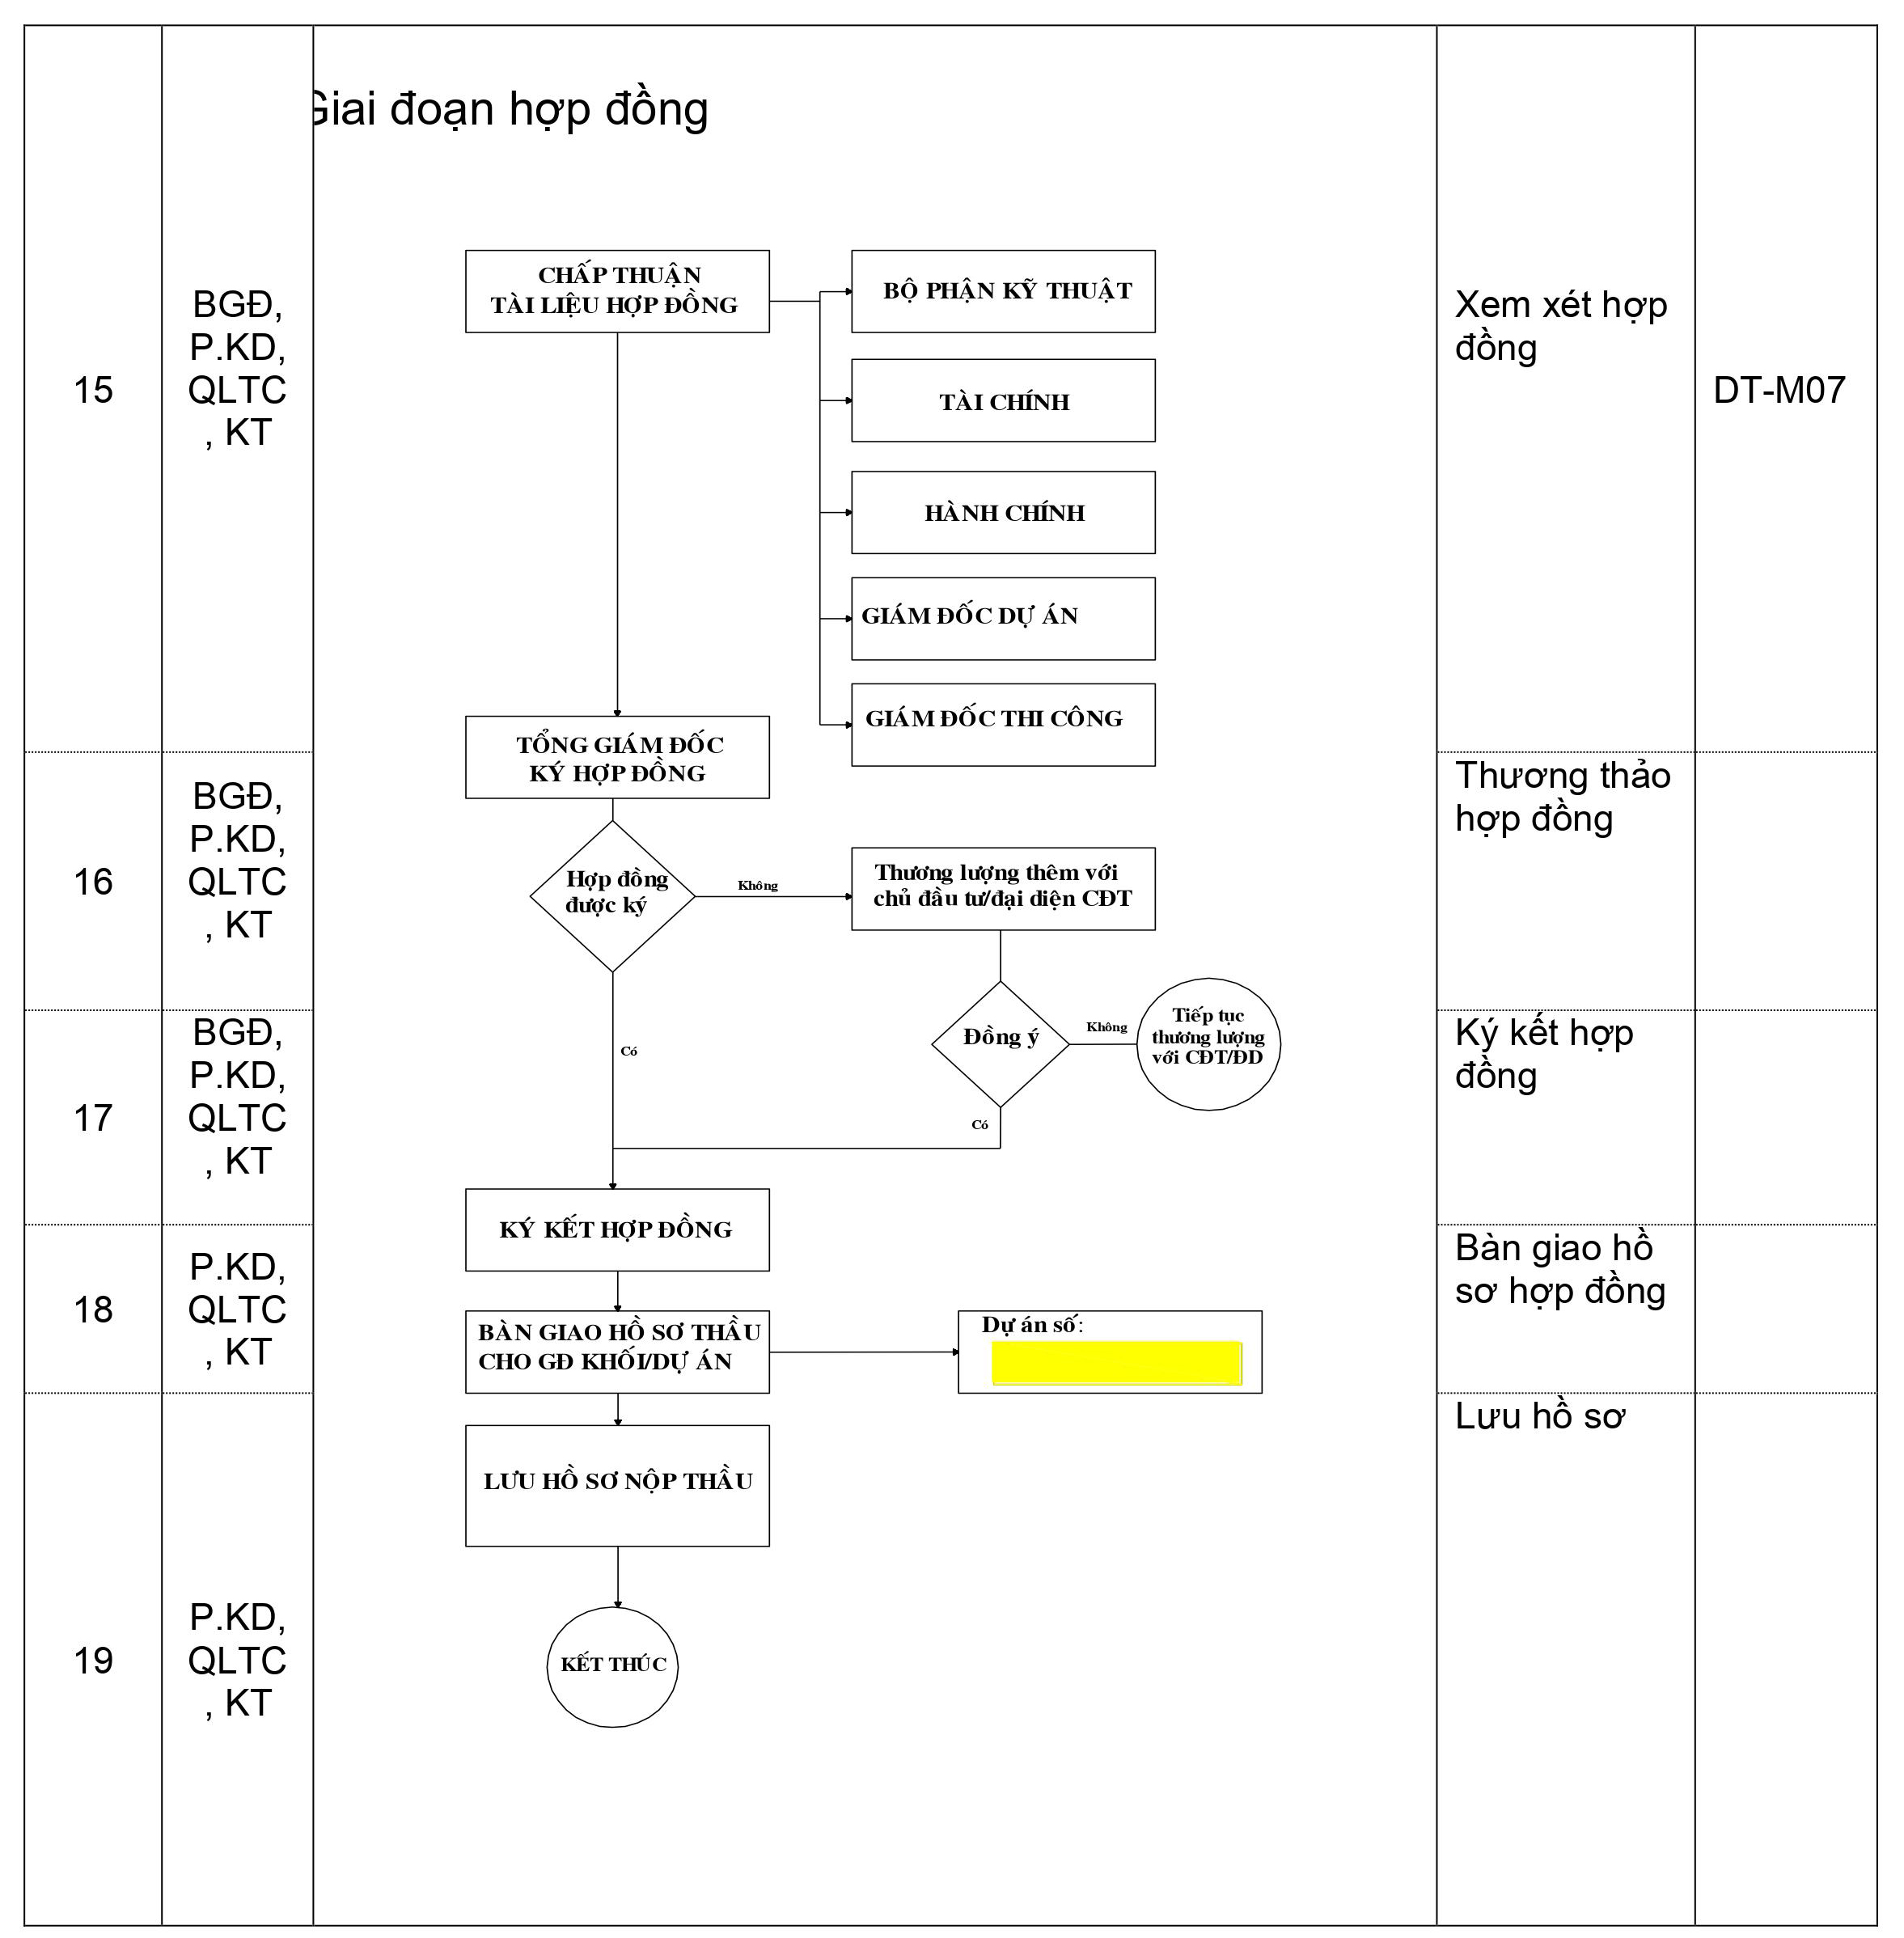 Giai đoạn hợp đồng
15
BGĐ,
P.KD,
QLTC
, KT
CHẤP THUẬN
TÀI LIỆU HỢP ĐỒNG
BỘ PHẬN KỸ THUẬT
TÀI CHÍNH
HÀNH CHÍNH
GIÁM ĐỐC DỰ ÁN
GIÁM ĐỐC THI CÔNG
TỔNG GIÁM ĐỐC
KÝ HỢP ĐỒNG
Xem xét hợp
đồng
DT-M07
16
BGĐ,
P.KD,
QLTC
, KT
Hợp đồng
được ký
Không
Thương lượng thêm với
chủ đầu tư/đại diện CĐT
Thương thảo
hợp đồng
17
BGĐ,
P.KD,
QLTC
, KT
Có
Đồng ý
Không
Tiếp tục
thương lượng
với CĐT/ĐD
Có
KÝ KẾT HỢP ĐỒNG
Ký kết hợp
đồng
18
P.KD,
QLTC
, KT
BÀN GIAO HỒ SƠ THẦU
CHO GĐ KHỐI/DỰ ÁN
Dự án số:
Bàn giao hồ
sơ hợp đồng
19
P.KD,
QLTC
, KT
LƯU HỒ SƠ NỘP THẦU
KẾT THÚC
Lưu hồ sơ